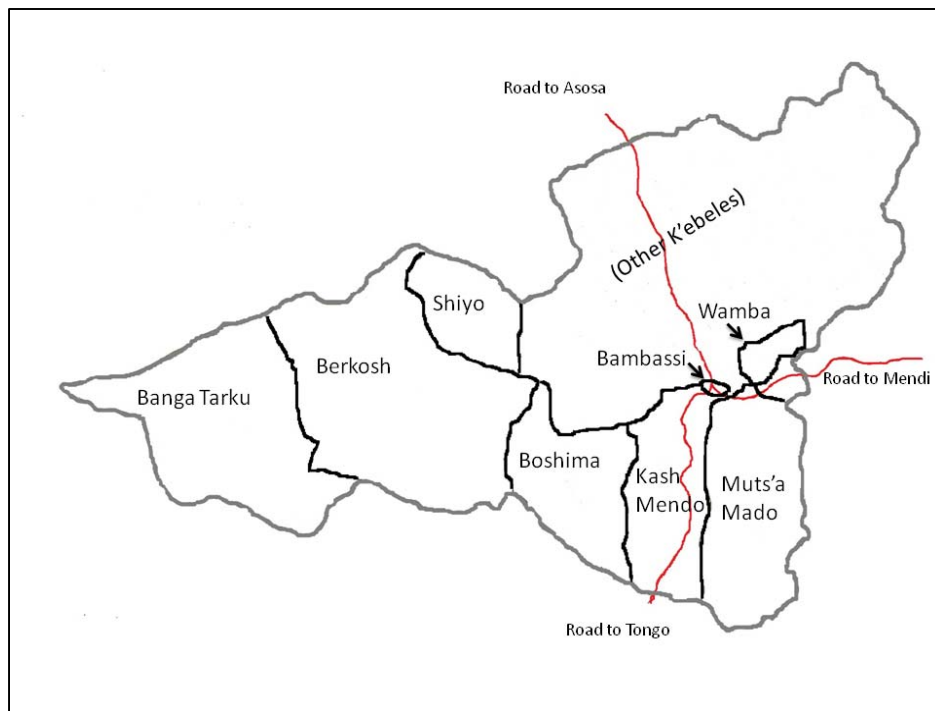 Road to Asosa
(Other K'ebeles)
Shiyo
Wamba
Bambassi
Berkosh
Road to Mendi
Banga Tarku
Boshima
Kash
Mendo
Muts'a
Mado
Road to Tongo